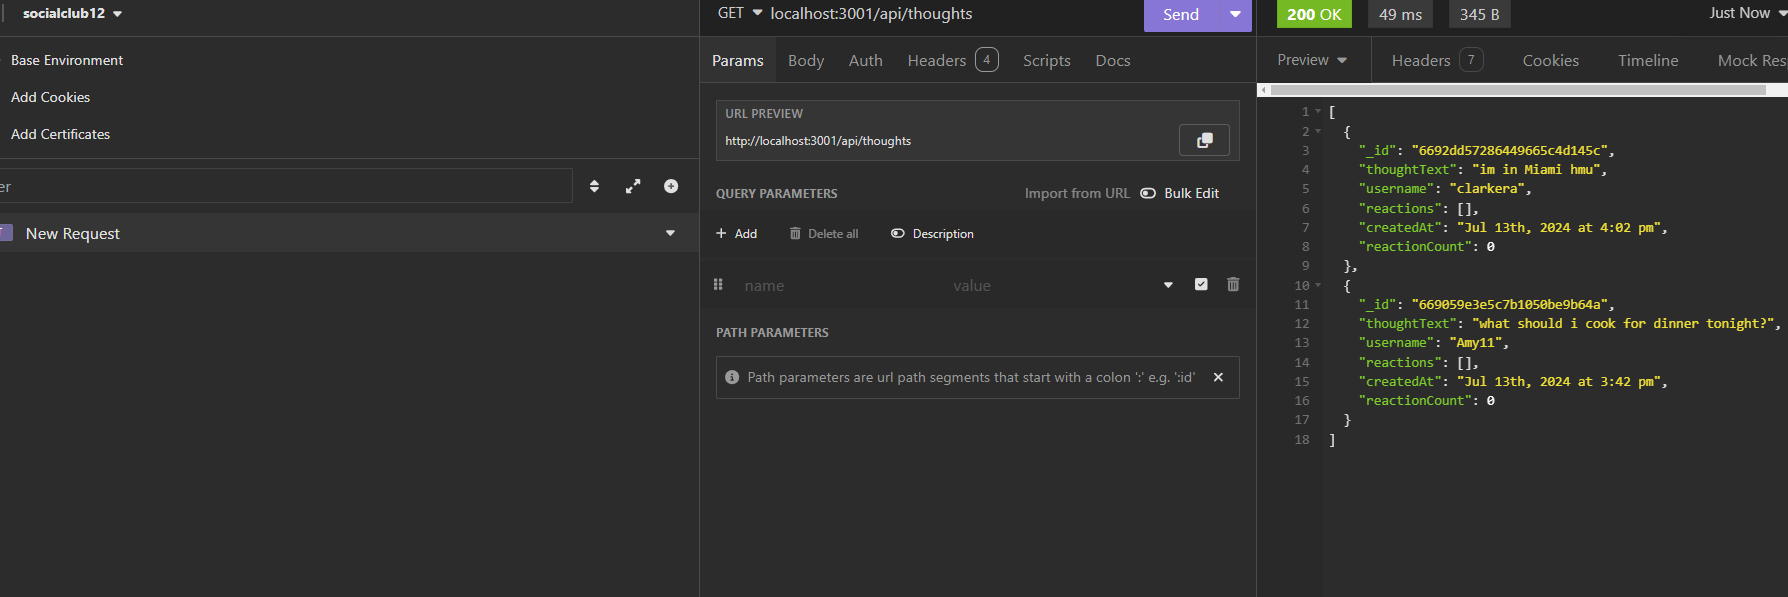 socialclub12
Base Environment
Add Cookies
Add Certificates
er
New Request
GET localhost:3001/api/thoughts Send
Params Body Auth Headers 4 Scripts Docs
URL PREVIEW
http://localhost:3001/api/thoughts
QUERY PARAMETERS Import from URL Bulk Edit
Add Delete all Description
name value
PATH PARAMETERS
Path parameters are url path segments that start with a colon ':' e.g. ':id'
200 OK 49 ms 345 B Just Now
Preview Headers 7 Cookies Timeline Mock Res
1 [
2 {
3 "_id": "6692dd57286449665c4d145c",
4 "thoughtText": "im in Miami hmu",
5 "username": "clarkera",
6 "reactions": [],
7 "createdAt": "Jul 13th, 2024 at 4:02 pm",
8 "reactionCount": 0
9 },
10 {
11 "_id": "669059e3e5c7b1050be9b64a",
12 "thoughtText": "what should i cook for dinner tonight?",
13 "username": "Amy11",
14 "reactions": [],
15 "createdAt": "Jul 13th, 2024 at 3:42 pm",
16 "reactionCount": 0
17 }
18 ]